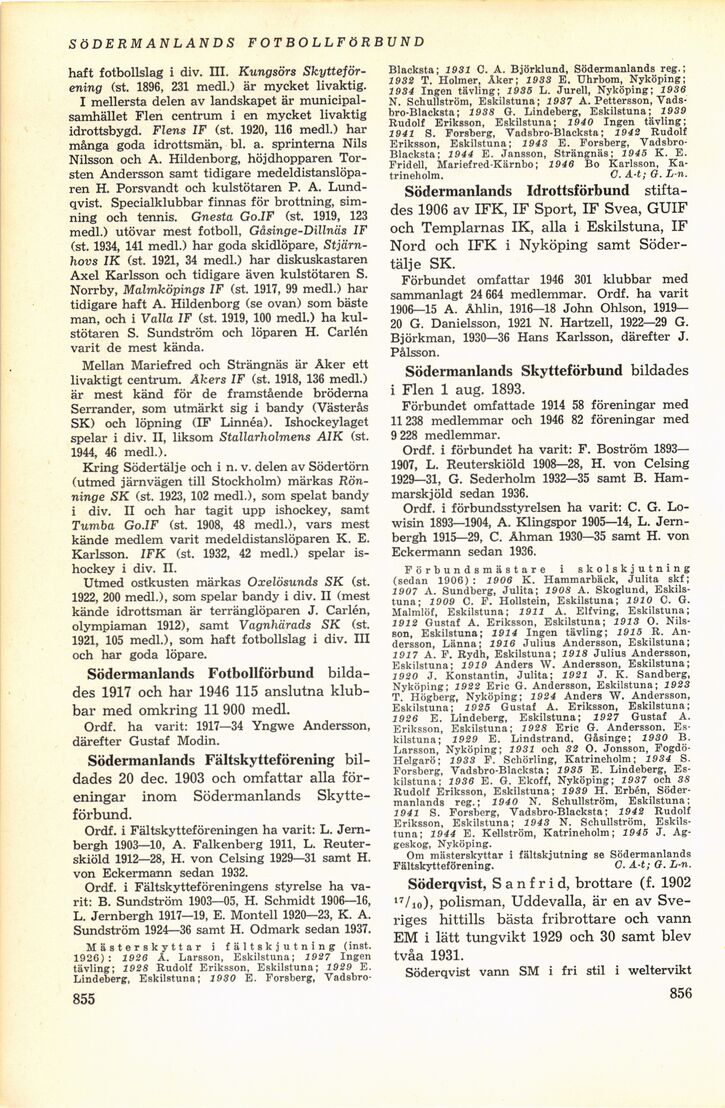 SÖDERMANLANDS FOTBOLLFÖRBUND
haft fotbollslag i div. III. Kungsörs Skytteför-
ening (st. 1896, 231 medl.) är mycket livaktig.
I mellersta delen av landskapet är municipal-
samhället Flen centrum i en mycket livaktig
idrottsbygd. Flens IF (st. 1920, 116 medl.) har
många goda idrottsmän, bl. a. sprinterna Nils
Nilsson och A. Hildenborg, höjdhopparen Tor-
sten Andersson samt tidigare medeldistanslöpa-
ren H. Porsvandt och kulstötaren P. A. Lund-
qvist. Specialklubbar finnas för brottning, sim-
ning och tennis. Gnesta Go.IF (st. 1919, 123
medl.) utövar mest fotboll, Gåsinge-Dillnäs IF
(st. 1934, 141 medl.) har goda skidlöpare, Stjärn-
hovs IK (st. 1921, 34 medl.) har diskuskastaren
Axel Karlsson och tidigare även kulstötaren S.
Norrby, Malmköpings IF (st. 1917, 99 medl.) har
tidigare haft A. Hildenborg (se ovan) som bäste
man, och i Valla IF (st. 1919, 100 medl.) ha kul-
stötaren S. Sundström och löparen H. Carlén
varit de mest kända.
Mellan Mariefred och Strängnäs är Åker ett
livaktigt centrum. Åkers IF (st. 1918, 136 medl.)
är mest känd för de framstående bröderna
Serrander, som utmärkt sig i bandy (Västerås
SK) och löpning (IF Linnéa). Ishockeylaget
spelar i div. II, liksom Stallarholmens AIK (st.
1944, 46 medl.).
Kring Södertälje och i n. v. delen av Södertörn
(utmed järnvägen till Stockholm) märkas Rön-
ninge SK (st. 1923, 102 medl.), som spelat bandy
i div. II och har tagit upp ishockey, samt
Tumba Go.IF (st. 1908, 48 medl.), vars mest
kände medlem varit medeldistanslöparen K. E.
Karlsson. IFK (st. 1932, 42 medl.) spelar is-
hockey i div. II.
Utmed ostkusten märkas Oxelösunds SK (st.
1922, 200 medl.), som spelar bandy i div. II (mest
kände idrottsman är terränglöparen J. Carlén,
olympiaman 1912), samt Vagnhärads SK (st.
1921, 105 medl.), som haft fotbollslag i div. III
och har goda löpare.
Södermanlands Fotbollförbund bilda-
des 1917 och har 1946 115 anslutna klub-
bar med omkring 11 900 medl.
Ordf. ha varit: 1917—34 Yngwe Andersson,
därefter Gustaf Modin.
Södermanlands Fältskytteförening bil-
dades 20 dec. 1903 och omfattar alla för-
eningar inom Södermanlands Skytte-
förbund.
Ordf. i Fältskytteföreningen ha varit: L. Jern-
bergh 1903—10, A. Falkenberg 1911, L. Reuter-
skiöld 1912—28, H. von Celsing 1929—31 samt H.
von Eckermann sedan 1932.
Ordf. i Fältskytteföreningens styrelse ha va-
rit: B. Sundström 1903—05, H. Schmidt 1906—16,
L. Jernbergh 1917—19, E. Montell 1920—23, K. A.
Sundström 1924—36 samt H. Odmark sedan 1937.
Mästerskyttar i fältskjutning (inst.
1926): 1926 A. Larsson, Eskilstuna; 1927 Ingen
tävling; 1928 Rudolf Eriksson, Eskilstuna; 1929 E.
Lindeberg, Eskilstuna; 1930 E. Forsberg, Vadsbro-
855
Blacksta; 1931 C. A. Björklund, Södermanlands reg.;
1932 T. Holmer, Åker; 1933 E. Uhrbom, Nyköping;
1934 Ingen tävling; 1935 L. Jurell, Nyköping; 1936
N. Schullström, Eskilstuna; 1937 A. Pettersson, Vads-
bro-Blacksta; 1938 G. Lindeberg, Eskilstuna; 1939
Rudolf Eriksson, Eskilstuna; 1940 Ingen tävling;
1941 S. Forsberg, Vadsbro-Blacksta; 1942 Rudolf
Eriksson, Eskilstuna; 1943 E. Forsberg, Vadsbro-
Blacksta; 1944 E. Jansson, Strängnäs; 1945 K. E.
Fridell, Mariefred-Kärnbo; 1946 Bo Karlsson, Ka-
trineholm. C. A-t; G. L-n.
Södermanlands Idrottsförbund stifta-
des 1906 av IFK, IF Sport, IF Svea, GUIF
och Templarnas IK, alla i Eskilstuna, IF
Nord och IFK i Nyköping samt Söder-
tälje SK.
Förbundet omfattar 1946 301 klubbar med
sammanlagt 24 664 medlemmar. Ordf. ha varit
1906—15 A. Ahlin, 1916—18 John Ohlson, 1919—
20 G. Danielsson, 1921 N. Hartzell, 1922—29 G.
Björkman, 1930—36 Hans Karlsson, därefter J.
Pålsson.
Södermanlands Skytteförbund bildades
i Flen 1 aug. 1893.
Förbundet omfattade 1914 58 föreningar med
11 238 medlemmar och 1946 82 föreningar med
9 228 medlemmar.
Ordf. i förbundet ha varit: F. Boström 1893—
1907, L. Reuterskiöld 1908—28, H. von Celsing
1929—31, G. Sederholm 1932—35 samt B. Ham-
marskjöld sedan 1936.
Ordf. i förbundsstyrelsen ha varit: C. G. Lo-
wisin 1893—1904, A. Klingspor 1905—14, L. Jern-
bergh 1915—29, C. Åhman 1930—35 samt H. von
Eckermann sedan 1936.
Förbundsmästare i skolskjutning
(sedan 1906): 1906 K. Hammarbäck, Julita skf;
1907 A. Sundberg, Julita; 1908 A. Skoglund, Eskils-
tuna; 1909 C. F. Hollstein, Eskilstuna; 1910 C. G.
Malmlöf, Eskilstuna; 1911 A. Elfving, Eskilstuna;
1912 Gustaf A. Eriksson, Eskilstuna; 1913 O. Nils-
son, Eskilstuna; 1914 Ingen tävling; 1915 R. An-
dersson, Länna; 1916 Julius Andersson, Eskilstuna;
1917 A. F. Rydh, Eskilstuna; 1918 Julius Andersson,
Eskilstuna; 1919 Anders W. Andersson, Eskilstuna;
1920 J. Konstantin, Julita; 1921 J. K. Sandberg,
Nyköping; 1922 Eric G. Andersson, Eskilstuna; 1923
T. Högberg, Nyköping; 1924 Anders W. Andersson,
Eskilstuna; 1925 Gustaf A. Eriksson, Eskilstuna;
1926 E. Lindeberg, Eskilstuna; 1927 Gustaf A.
Eriksson, Eskilstuna; 1928 Eric G. Andersson, Es-
kilstuna; 1929 E. Lindstrand, Gåsinge; 1930 B.
Larsson, Nyköping; 1931 och 32 O. Jonsson, Fogdö-
Helgarö; 1933 F. Schörling, Katrineholm; 1934 S.
Forsberg, Vadsbro-Blacksta; 1935 E. Lindeberg, Es-
kilstuna; 1936 E. G. Ekoff, Nyköping; 1937 och 38
Rudolf Eriksson, Eskilstuna; 1939 H. Erbén, Söder-
manlands reg.; 1940 N. Schullström, Eskilstuna;
1941 S. Forsberg, Vadsbro-Blacksta; 1942 Rudolf
Eriksson, Eskilstuna; 1943 N. Schullström, Eskils-
tuna; 1944 E. Kellström, Katrineholm; 1945 J. Ag-
geskog, Nyköping.
Om mästerskyttar i fältskjutning se Södermanlands
Fältskytteförening. C. A-t; G. L-n.
Söderqvist, Sanfrid, brottare (f. 1902
17/10), polisman, Uddevalla, är en av Sve-
riges hittills bästa fribrottare och vann
EM i lätt tungvikt 1929 och 30 samt blev
tvåa 1931.
Söderqvist vann SM i fri stil i weltervikt
856